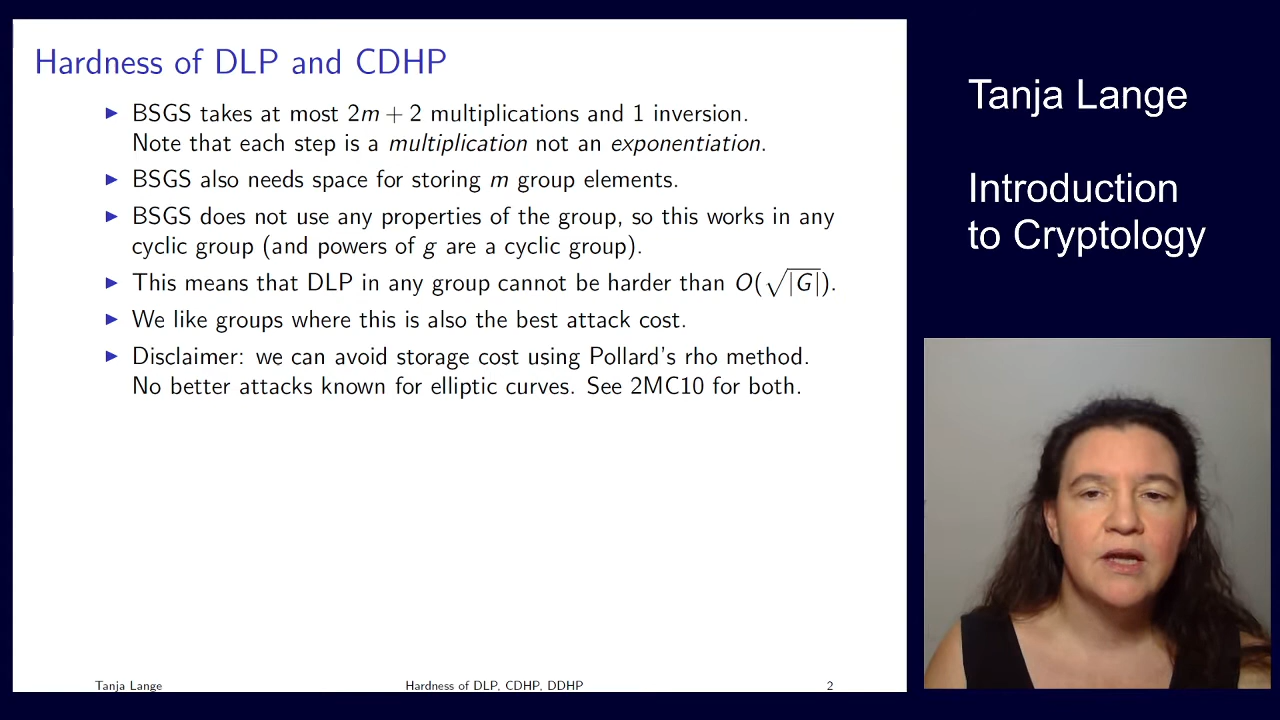 Hardness of DLP and CDHP
▶ BSGS takes at most 2m + 2 multiplications and 1 inversion.
Note that each step is a multiplication not an exponentiation.
▶ BSGS also needs space for storing m group elements.
▶ BSGS does not use any properties of the group, so this works in any
cyclic group (and powers of g are a cyclic group).
▶ This means that DLP in any group cannot be harder than O(√|G|).
▶ We like groups where this is also the best attack cost.
▶ Disclaimer: we can avoid storage cost using Pollard's rho method.
No better attacks known for elliptic curves. See 2MC10 for both.
Tanja Lange
Hardness of DLP, CDHP, DDHP
2
Tanja Lange
Introduction
to Cryptology